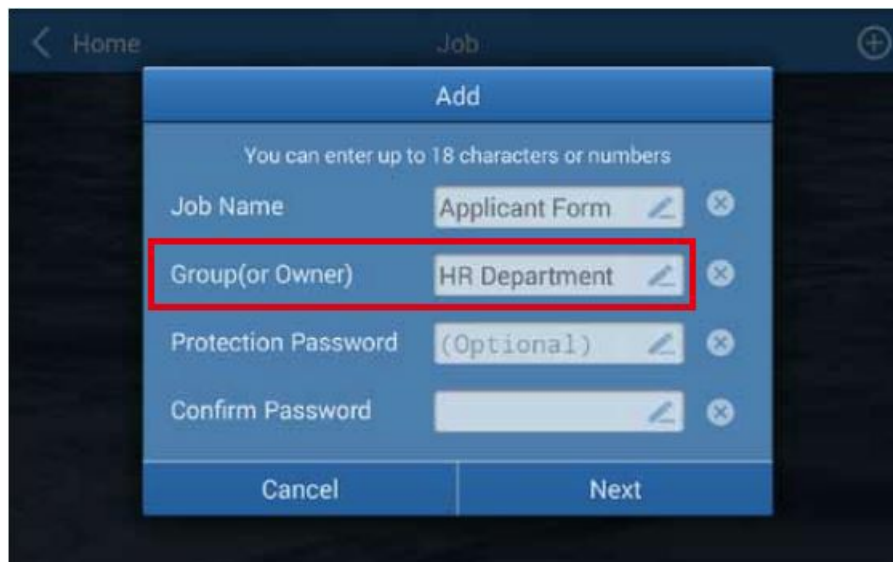 Home Job
Add
You can enter up to 18 characters or numbers
Job Name Applicant Form
Group(or Owner) HR Department
Protection Password (Optional)
Confirm Password
Cancel Next